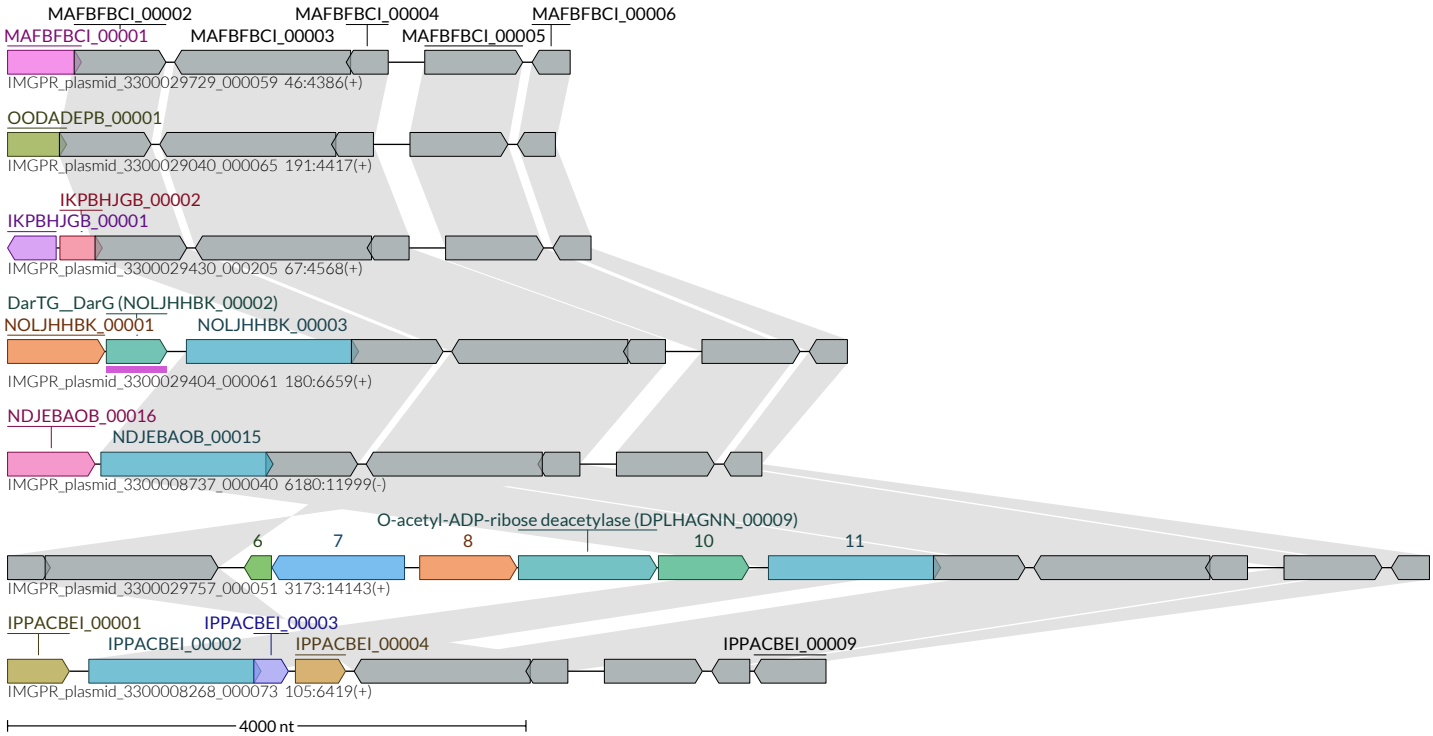 MAFBFBCI_00002 MAFBFBCI_00004 MAFBFBCI_00006
MAFBFBCI_00001 MAFBFBCI_00003 MAFBFBCI_00005
IMGPR_plasmid_3300029729_000059 46:4386(+)
OODADEPB_00001
IMGPR_plasmid_3300029040_000065 191:4417(+)
IKPBHJGB_00002
IKPBHJGB_00001
IMGPR_plasmid_3300029430_000205 67:4568(+)
DarTG__DarG (NOLJHHBK_00002)
NOLJHHBK_00001 NOLJHHBK_00003
IMGPR_plasmid_3300029404_000061 180:6659(+)
NDJEBAOB_00016
NDJEBAOB_00015
IMGPR_plasmid_3300008737_000040 6180:11999(-)
O-acetyl-ADP-ribose deacetylase (DPLHAGNN_00009)
6 7 8 10 11
IMGPR_plasmid_3300029757_000051 3173:14143(+)
IPPACBEI_00001 IPPACBEI_00003
IPPACBEI_00002 IPPACBEI_00004 IPPACBEI_00009
IMGPR_plasmid_3300008268_000073 105:6419(+)
4000 nt